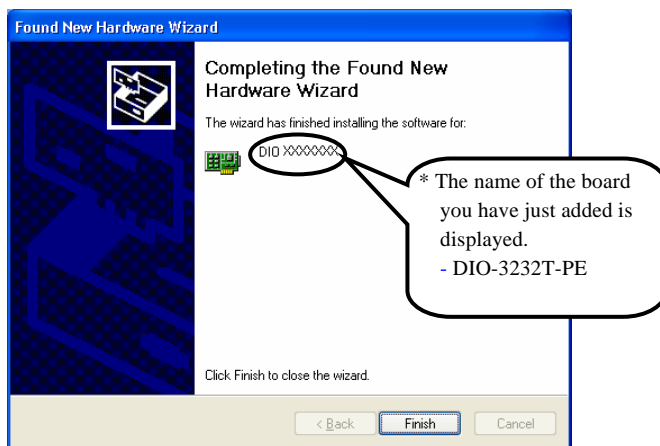 Found New Hardware Wizard
Completing the Found New
Hardware Wizard
The wizard has finished installing the software for:
DIO XXXXXXX
* The name of the board
you have just added is
displayed.
- DIO-3232T-PE
Click Finish to close the wizard.
< Back
Finish
Cancel